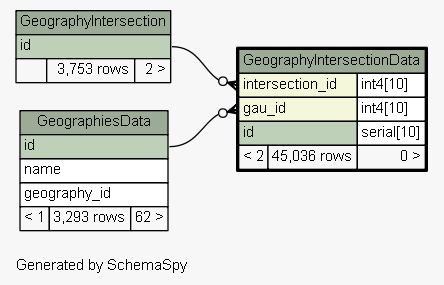 GeographyIntersection
id
3,753 rows 2 >
GeographiesData
id
name
geography_id
< 1 3,293 rows 62 >
GeographyIntersectionData
intersection_id int4[10]
gau_id int4[10]
id serial[10]
< 2 45,036 rows 0 >
Generated by SchemaSpy